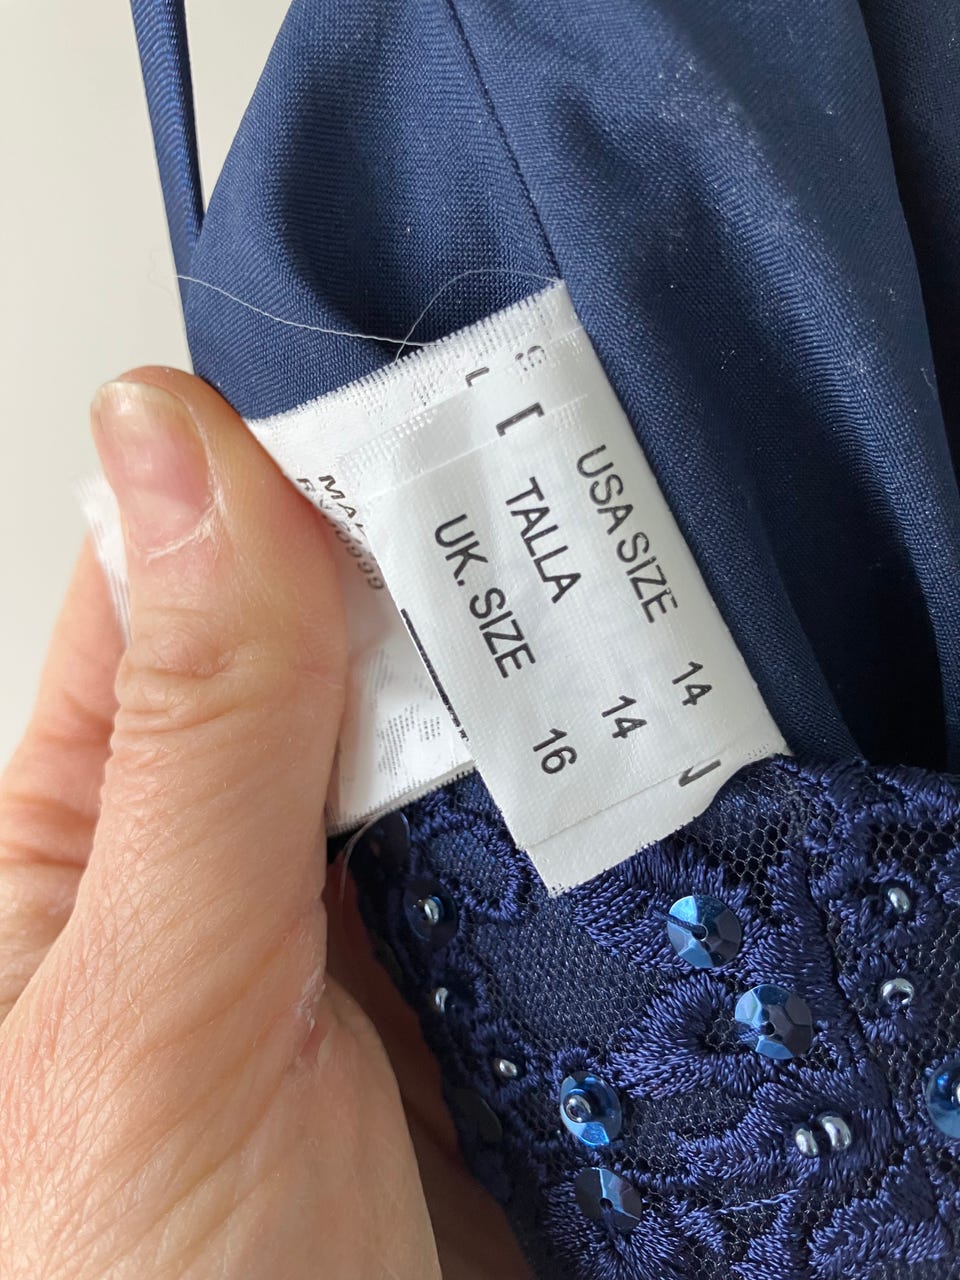 USA SIZE 14
TALLA 14
UK. SIZE 16